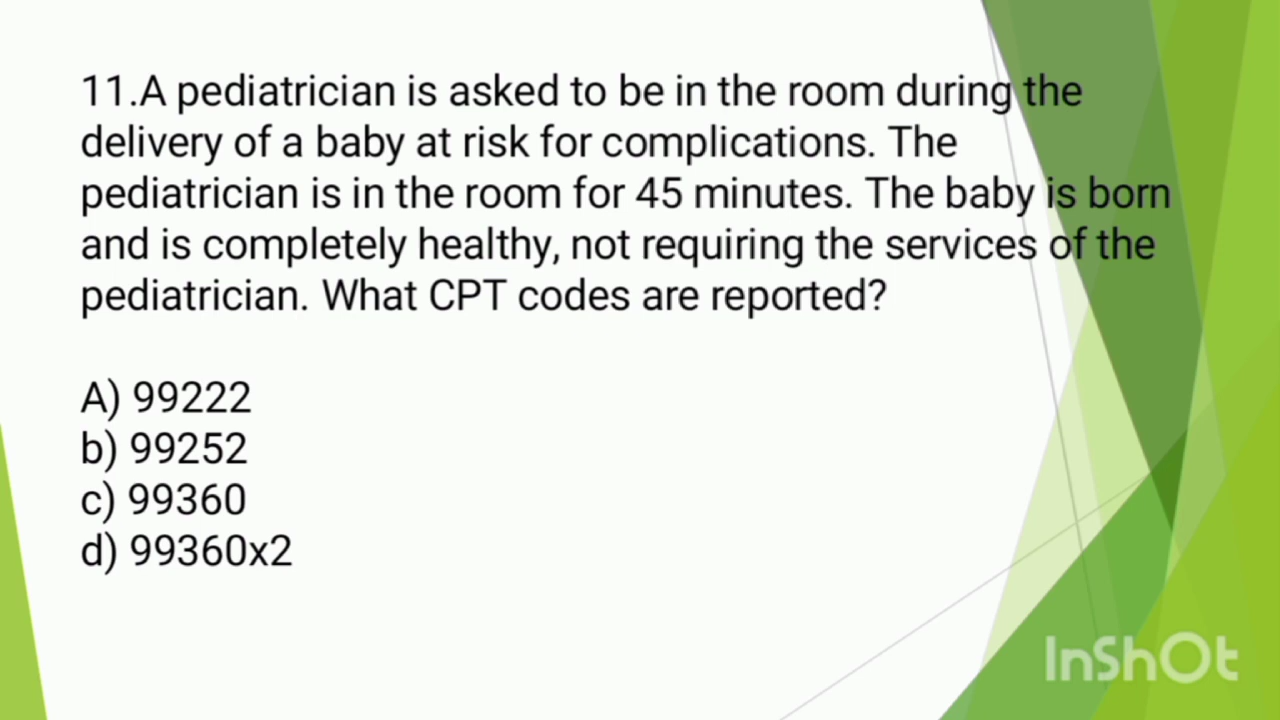 11.A pediatrician is asked to be in the room during the
delivery of a baby at risk for complications. The
pediatrician is in the room for 45 minutes. The baby is born
and is completely healthy, not requiring the services of the
pediatrician. What CPT codes are reported?
A) 99222
b) 99252
c) 99360
d) 99360x2
InShOt